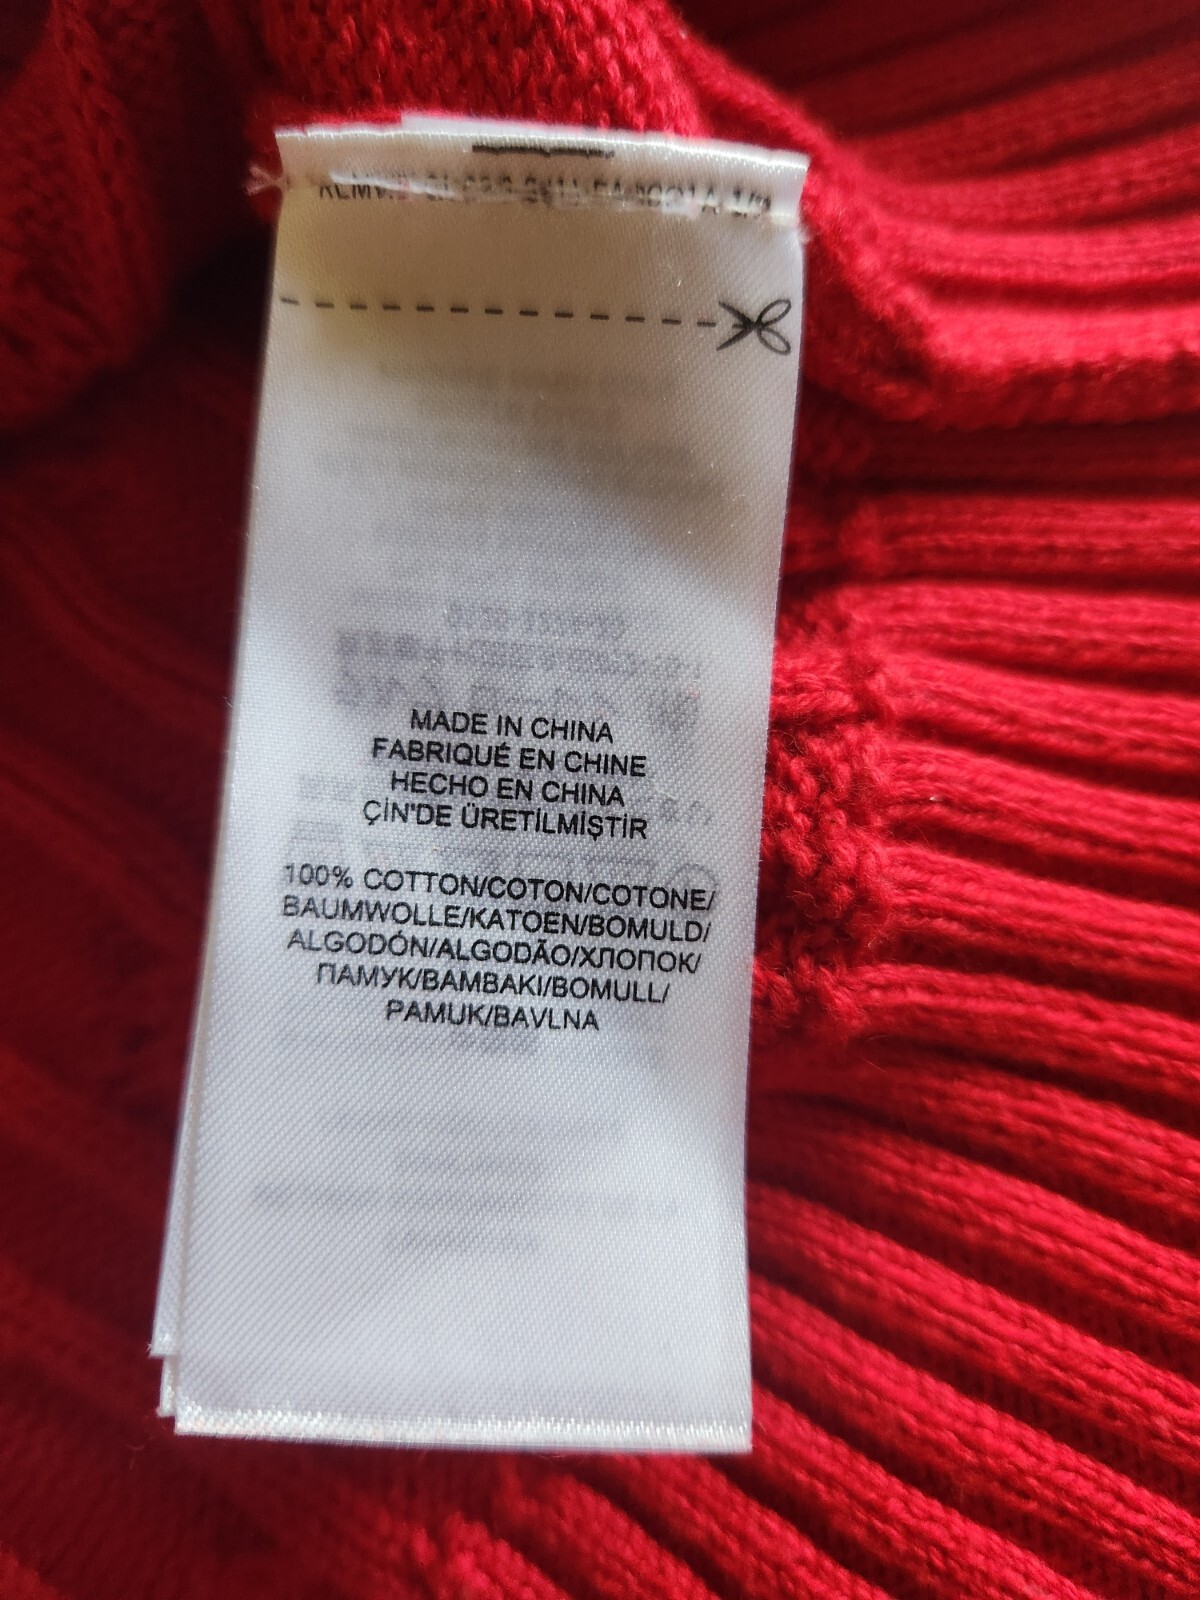 MADE IN CHINA
FABRIQUÉ EN CHINE
HECHO EN CHINA
ÇİN'DE ÜRETİLMİŞTİR
100% COTTON/COTON/COTONE/
BAUMWOLLE/KATOEN/BOMULD/
ALGODÓN/ALGODÃO/ХЛОПОК/
ПАМУК/BAMBAKI/BOMULL/
PAMUK/BAVLNA